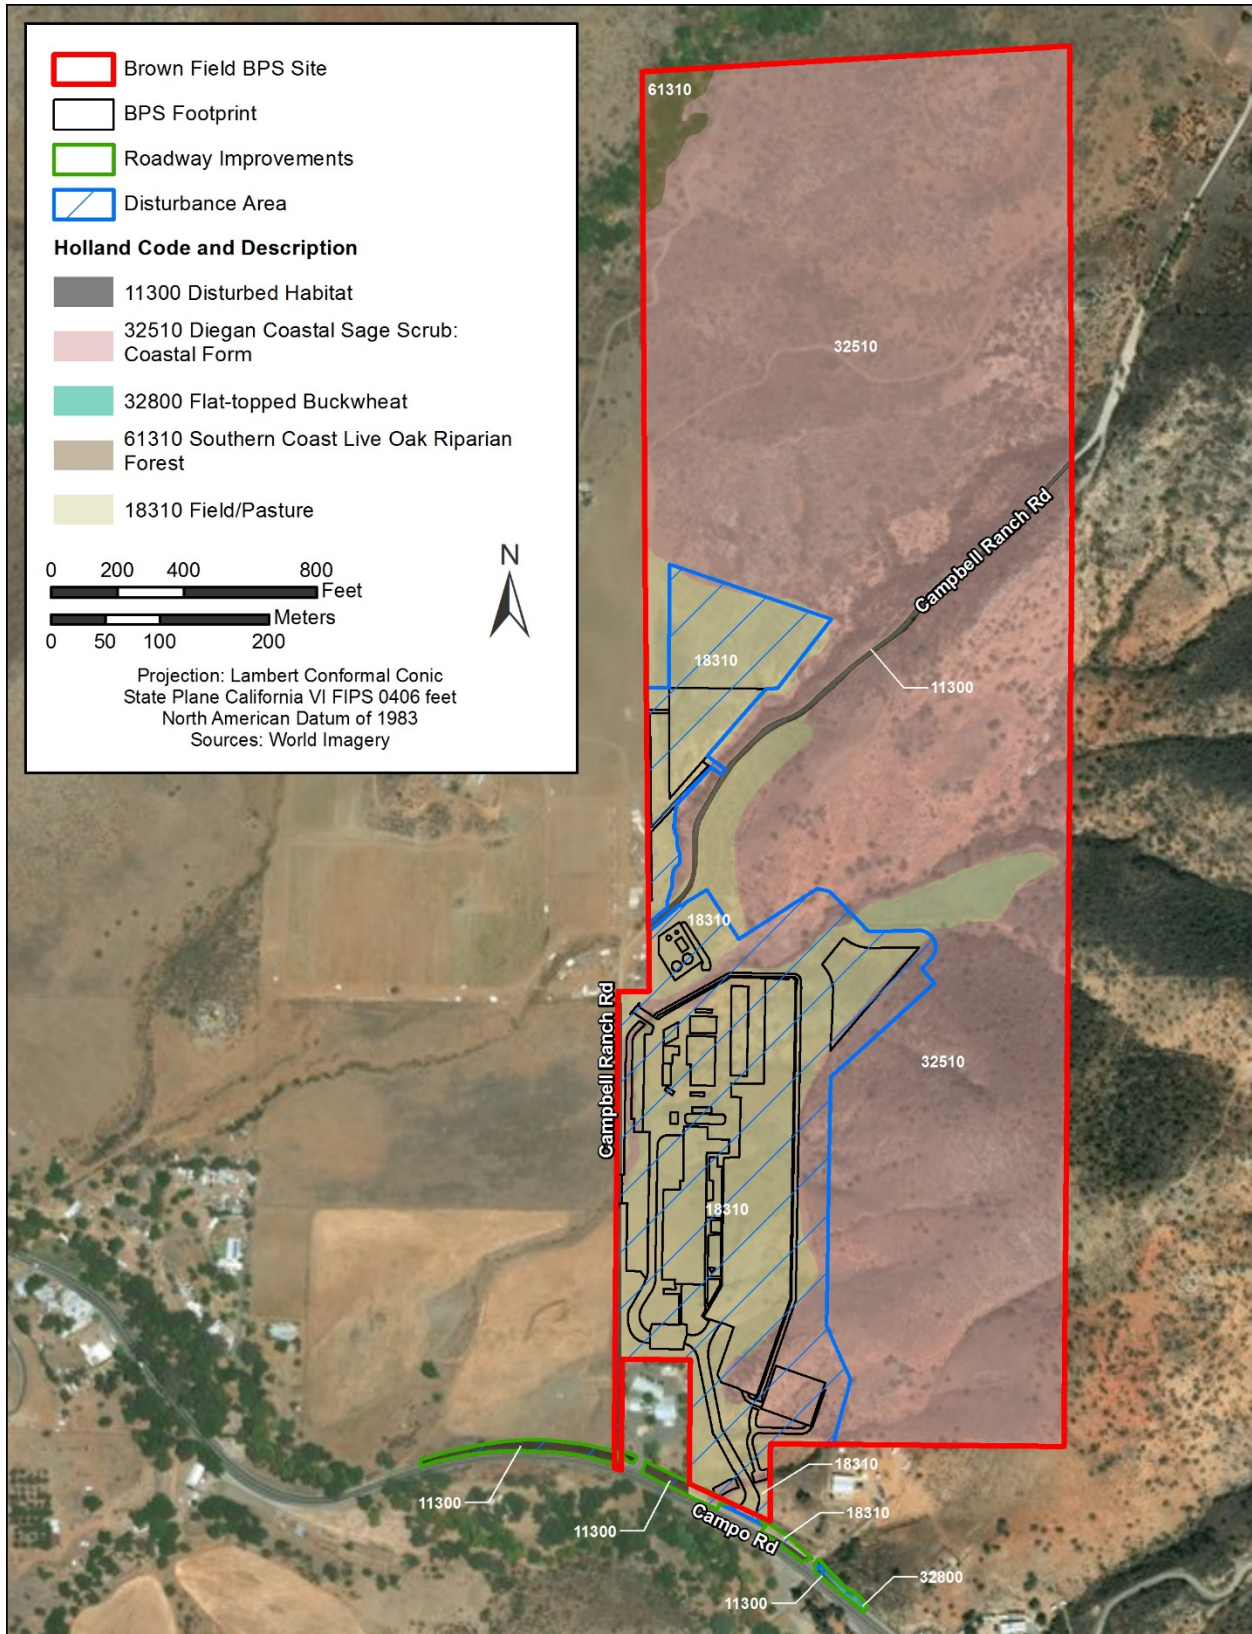 Brown Field BPS Site
BPS Footprint
Roadway Improvements
Disturbance Area
Holland Code and Description
11300 Disturbed Habitat
32510 Diegan Coastal Sage Scrub:
Coastal Form
32800 Flat-topped Buckwheat
61310 Southern Coast Live Oak Riparian
Forest
18310 Field/Pasture
N
0 200 400 800
Feet
Meters
0 50 100 200
Projection: Lambert Conformal Conic
State Plane California VI FIPS 0406 feet
North American Datum of 1983
Sources: World Imagery
61310
32510
Campbell Ranch Rd
18310
11300
18310
Campbell Ranch Rd
32510
18310
18310
11300
18310
11300
Campo Rd
32800
11300